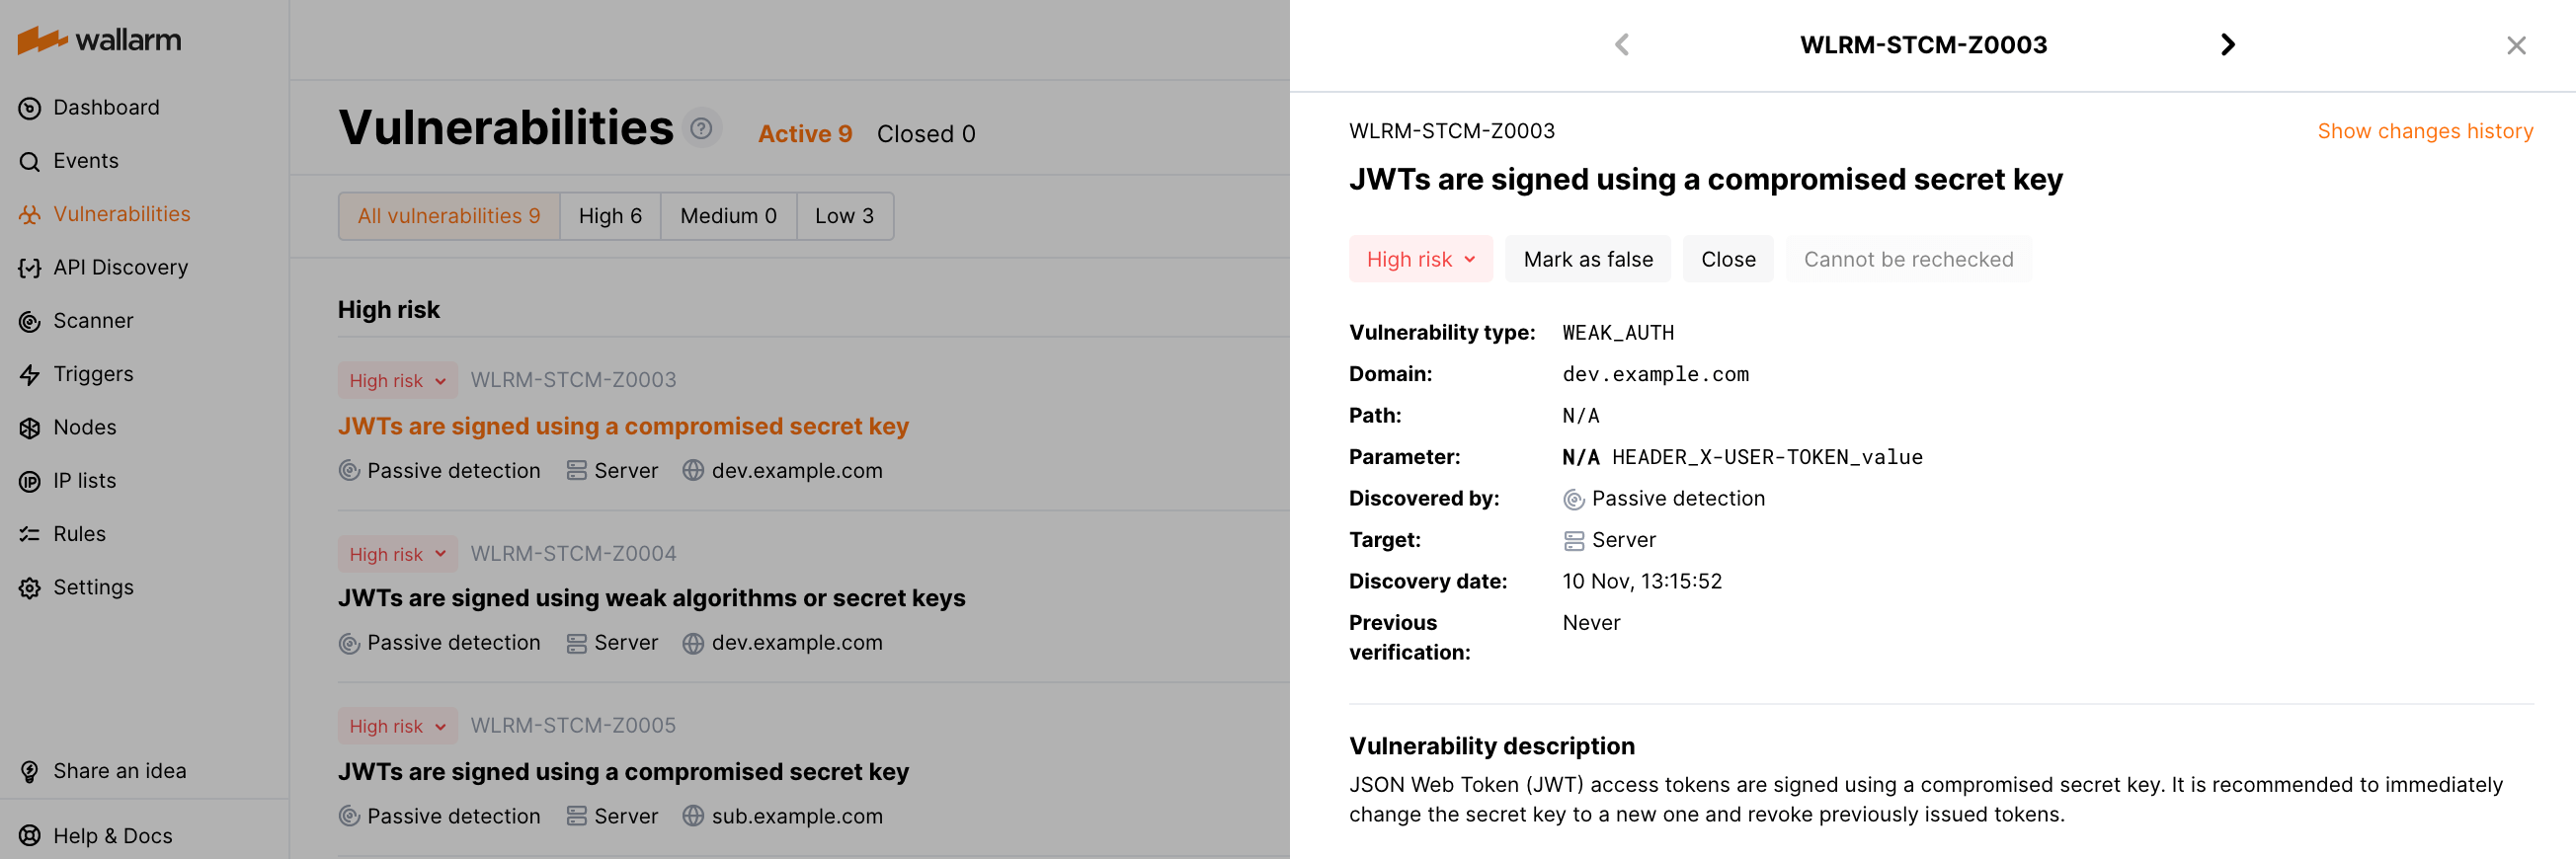 wallarm
Dashboard
Events
Vulnerabilities
API Discovery
Scanner
Triggers
Nodes
IP lists
Rules
Settings
Share an idea
Help & Docs
Vulnerabilities ? Active 9 Closed 0
All vulnerabilities 9 High 6 Medium 0 Low 3
High risk
High risk WLRM-STCM-Z0003
JWTs are signed using a compromised secret key
Passive detection Server dev.example.com
High risk WLRM-STCM-Z0004
JWTs are signed using weak algorithms or secret keys
Passive detection Server dev.example.com
High risk WLRM-STCM-Z0005
JWTs are signed using a compromised secret key
Passive detection Server sub.example.com
WLRM-STCM-Z0003
WLRM-STCM-Z0003 Show changes history
JWTs are signed using a compromised secret key
High risk Mark as false Close Cannot be rechecked
Vulnerability type: WEAK_AUTH
Domain: dev.example.com
Path: N/A
Parameter: N/A HEADER_X-USER-TOKEN_value
Discovered by: Passive detection
Target: Server
Discovery date: 10 Nov, 13:15:52
Previous Never
verification:
Vulnerability description
JSON Web Token (JWT) access tokens are signed using a compromised secret key. It is recommended to immediately
change the secret key to a new one and revoke previously issued tokens.